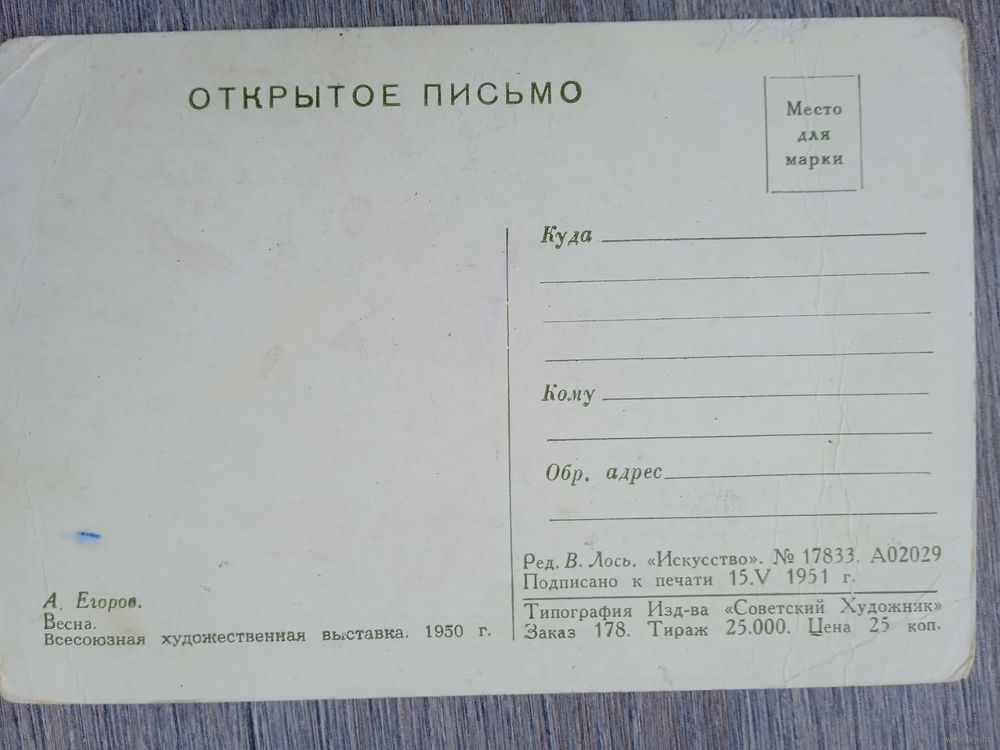 ОТКРЫТОЕ ПИСЬМО
Место
для
марки
Куда
Кому
Обр. адрес
А. Егоров.
Весна.
Всесоюзная художественная выставка. 1950 г.
Ред. В. Лось. «Искусство». № 17833. А02029
Подписано к печати 15.V 1951 г.
Типография Изд-ва «Советский Художник»
Заказ 178. Тираж 25.000. Цена 25 коп.